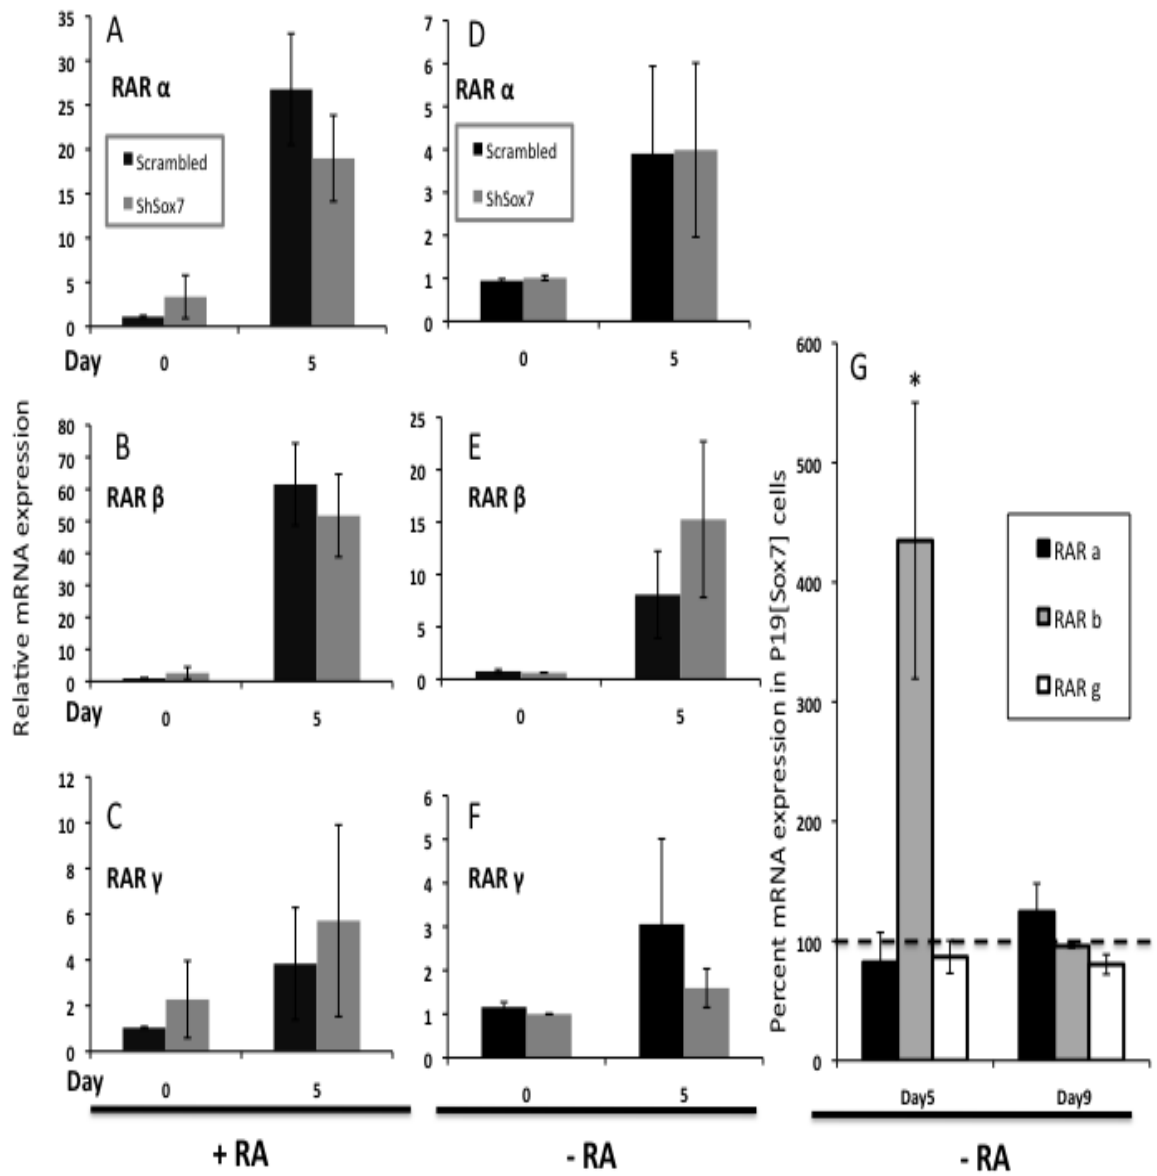 A
RAR α
Scrambled
ShSox7
35
30
25
20
15
10
5
0
Day 0 5
D
RAR α
Scrambled
ShSox7
7
6
5
4
3
2
1
0
0 5
Relative mRNA expression
B
RAR β
80
70
60
50
40
30
20
10
0
Day 0 5
E
RAR β
25
20
15
10
5
0
0 5
C
RAR γ
12
10
8
6
4
2
0
Day 0 5
+ RA
F
RAR γ
6
5
4
3
2
1
0
0 5
- RA
Percent mRNA expression in P19[Sox7] cells
G
*
600
500
400
300
200
100
0
RAR a
RAR b
RAR g
Day5 Day9
- RA